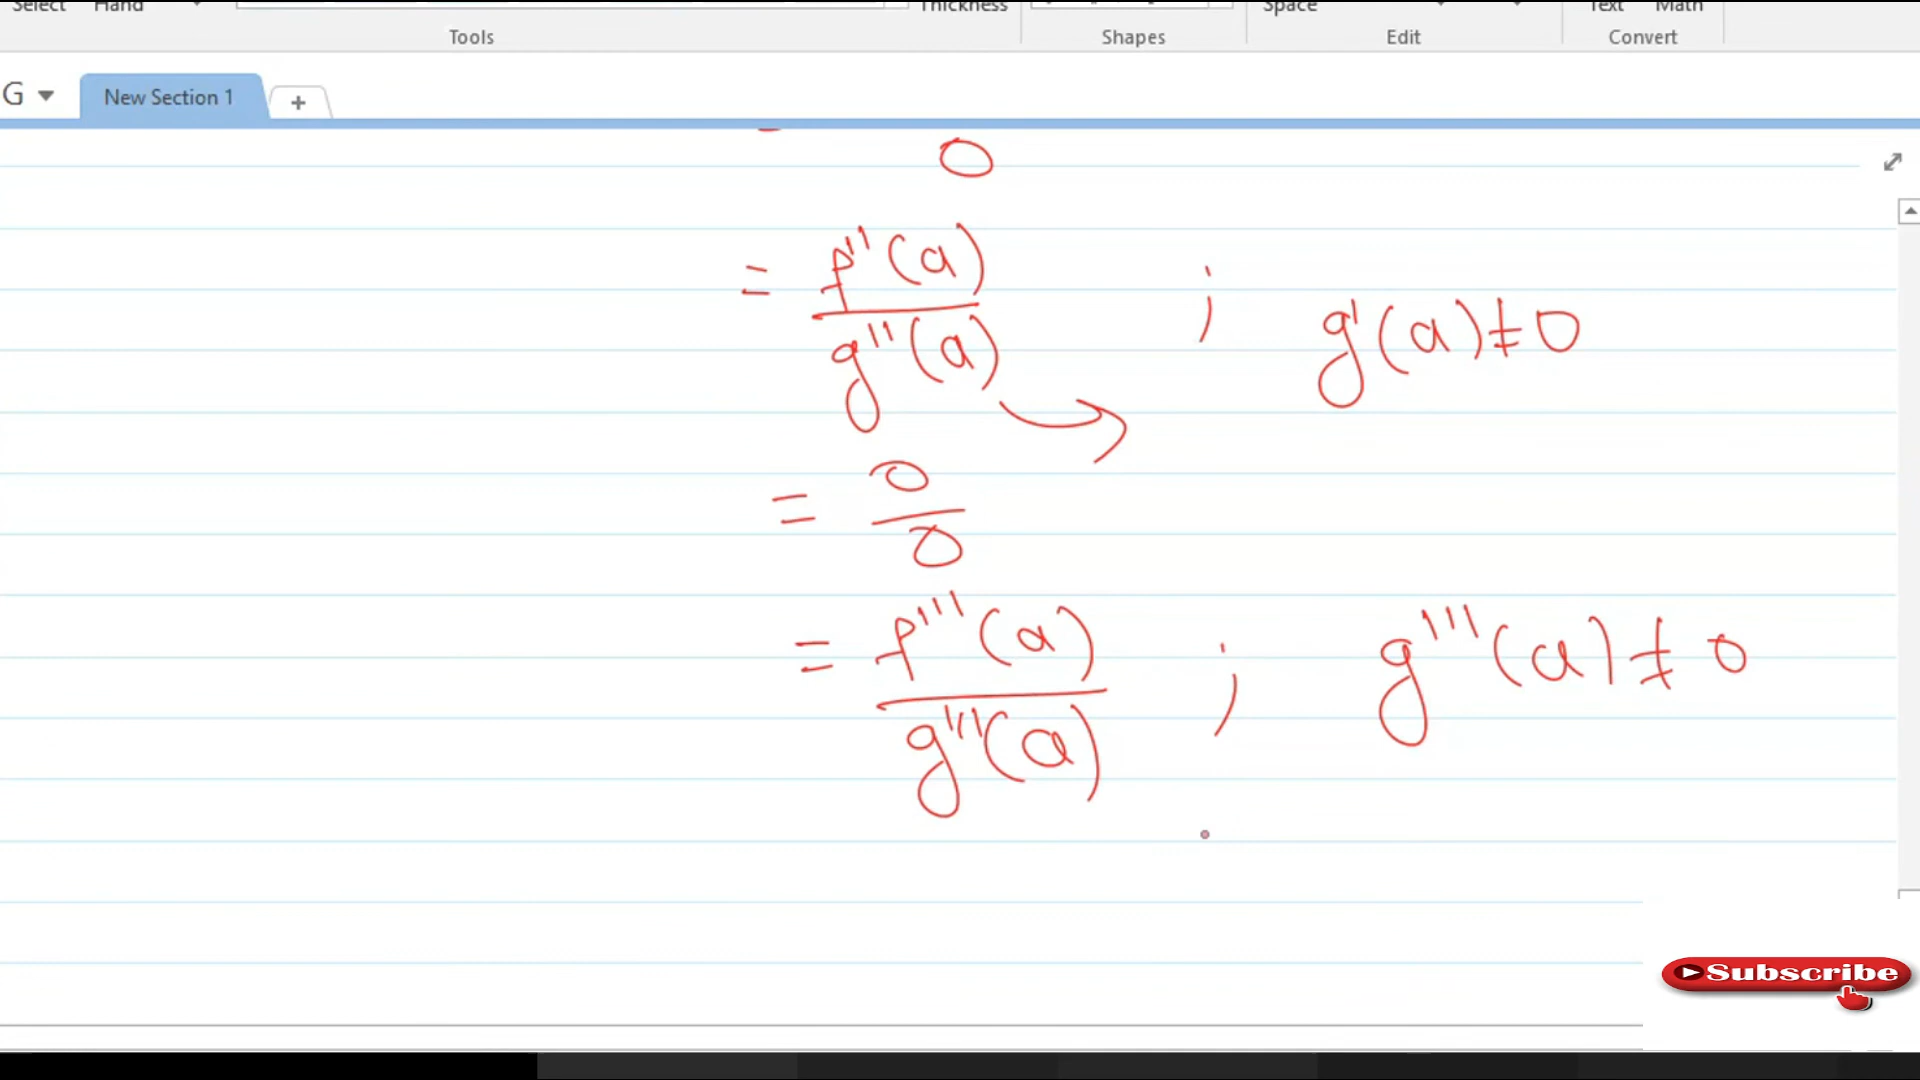 Select Hand Thickness Space Text Math
Tools Shapes Edit Convert
G New Section 1 +
0
= f''(a) / g''(a) ; g'(a) ≠ 0
= 0 / 0
= f'''(a) / g'''(a) ; g'''(a) ≠ 0
Subscribe